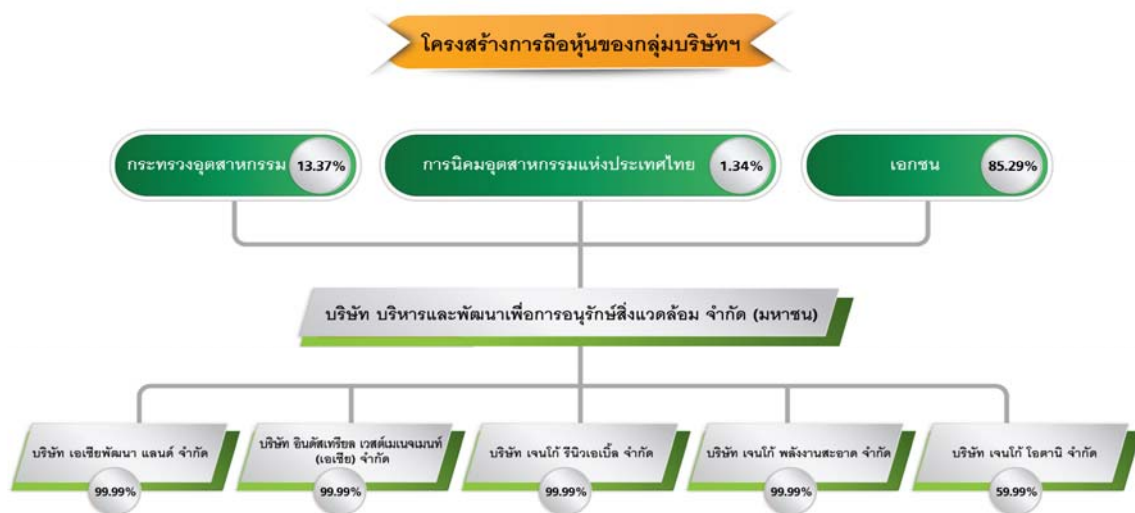 โครงสร้างการถือหุ้นของกลุ่มบริษัทฯ
กระทรวงอุตสาหกรรม 13.37%
การนิคมอุตสาหกรรมแห่งประเทศไทย 1.34%
เอกชน 85.29%
บริษัท บริหารและพัฒนาเพื่อการอนุรักษ์สิ่งแวดล้อม จำกัด (มหาชน)
บริษัท เอเชียพัฒนา แลนด์ จำกัด
99.99%
บริษัท อินดัสเทรียล เวสต์เมเนจเมนท์
(เอเชีย) จำกัด
99.99%
บริษัท เจนโก้ รีนิวเอเบิ้ล จำกัด
99.99%
บริษัท เจนโก้ พลังงานสะอาด จำกัด
99.99%
บริษัท เจนโก้ โอตานิ จำกัด
59.99%